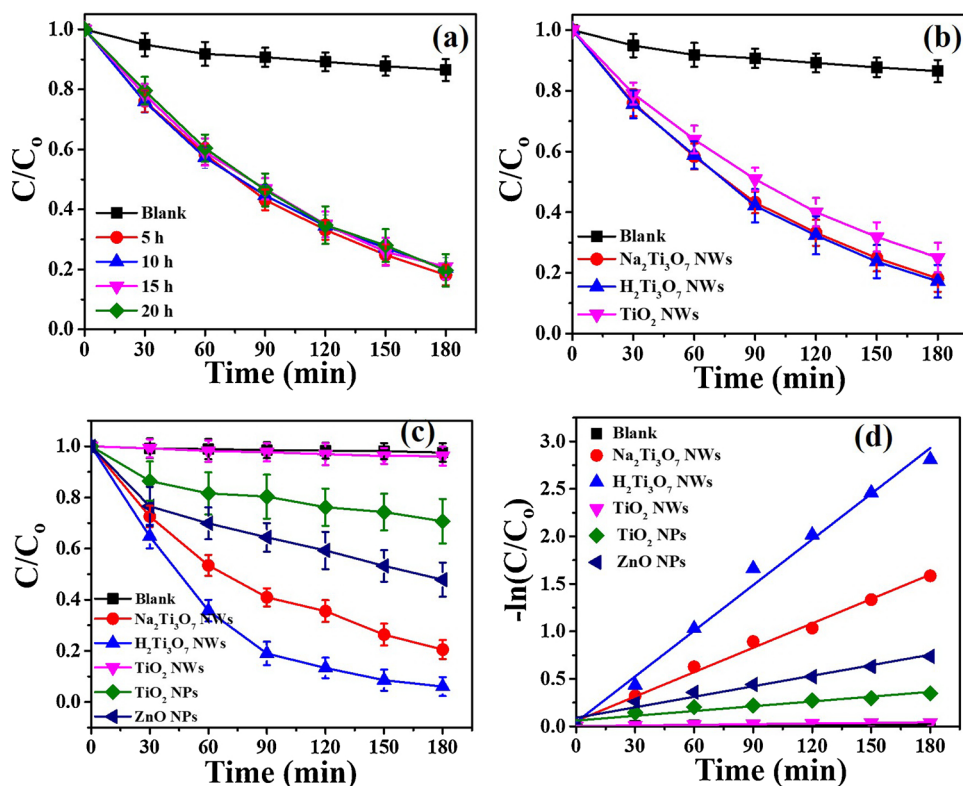 (a)
C/Co
1.0
0.8
0.6
0.4
0.2
0.0
Blank
5 h
10 h
15 h
20 h
0 30 60 90 120 150 180
Time (min)
(b)
C/Co
1.0
0.8
0.6
0.4
0.2
0.0
Blank
Na2Ti3O7 NWs
H2Ti3O7 NWs
TiO2 NWs
0 30 60 90 120 150 180
Time (min)
(c)
C/Co
1.0
0.8
0.6
0.4
0.2
0.0
Blank
Na2Ti3O7 NWs
H2Ti3O7 NWs
TiO2 NWs
TiO2 NPs
ZnO NPs
0 30 60 90 120 150 180
Time (min)
(d)
-ln(C/Co)
3.0
2.5
2.0
1.5
1.0
0.5
0.0
Blank
Na2Ti3O7 NWs
H2Ti3O7 NWs
TiO2 NWs
TiO2 NPs
ZnO NPs
0 30 60 90 120 150 180
Time (min)